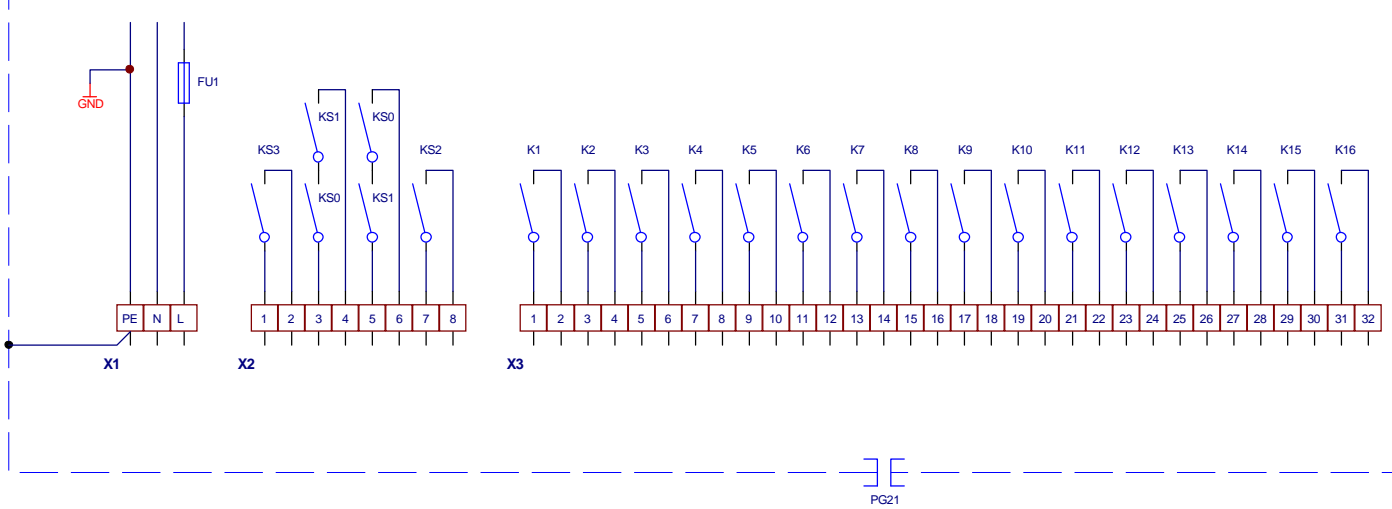 FU1
GND
KS1 KS0
KS3 KS2 K1 K2 K3 K4 K5 K6 K7 K8 K9 K10 K11 K12 K13 K14 K15 K16
KS0 KS1
PE N L 1 2 3 4 5 6 7 8 1 2 3 4 5 6 7 8 9 10 11 12 13 14 15 16 17 18 19 20 21 22 23 24 25 26 27 28 29 30 31 32
X1 X2 X3
PG21